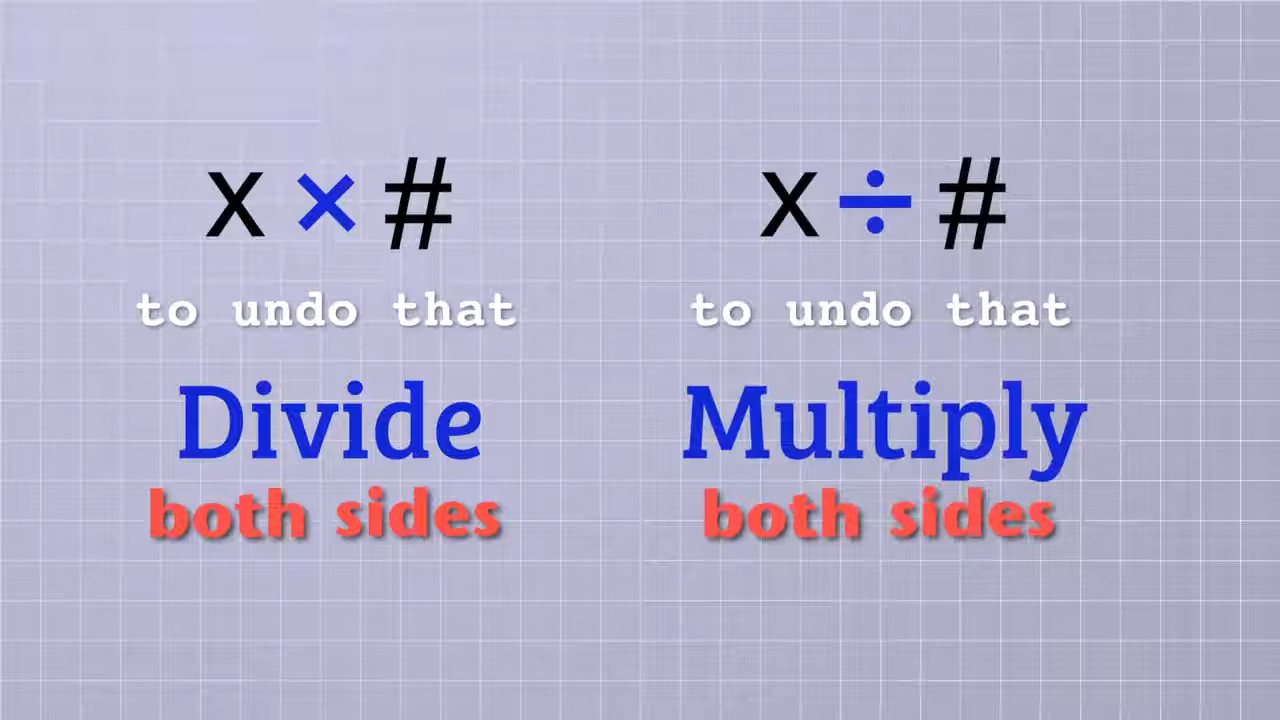 x × #
to undo that
Divide
both sides
x ÷ #
to undo that
Multiply
both sides